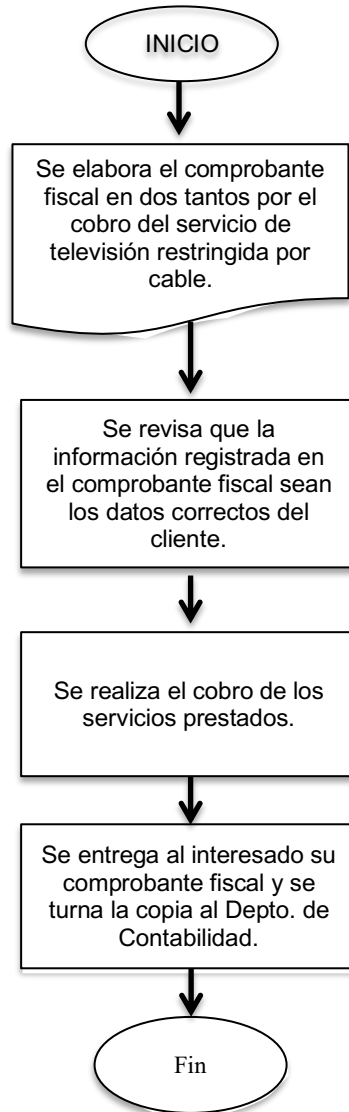 INICIO
Se elabora el comprobante
fiscal en dos tantos por el
cobro del servicio de
televisión restringida por
cable.
Se revisa que la
información registrada en
el comprobante fiscal sean
los datos correctos del
cliente.
Se realiza el cobro de los
servicios prestados.
Se entrega al interesado su
comprobante fiscal y se
turna la copia al Depto. de
Contabilidad.
Fin